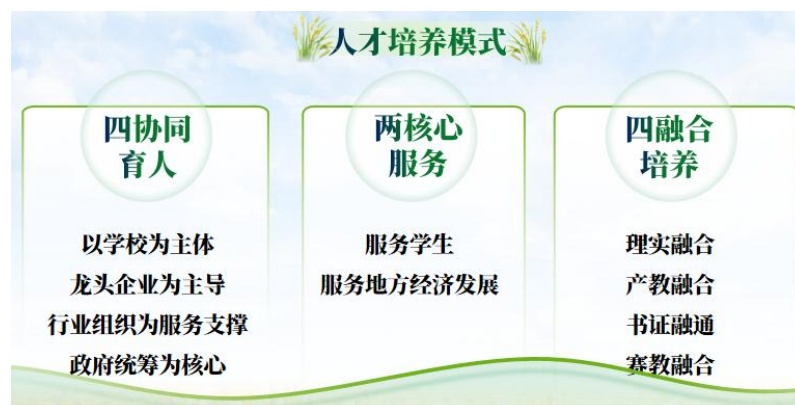 人才培养模式
四协同
育人
以学校为主体
龙头企业为主导
行业组织为服务支撑
政府统筹为核心
两核心
服务
服务学生
服务地方经济发展
四融合
培养
理实融合
产教融合
书证融通
赛教融合